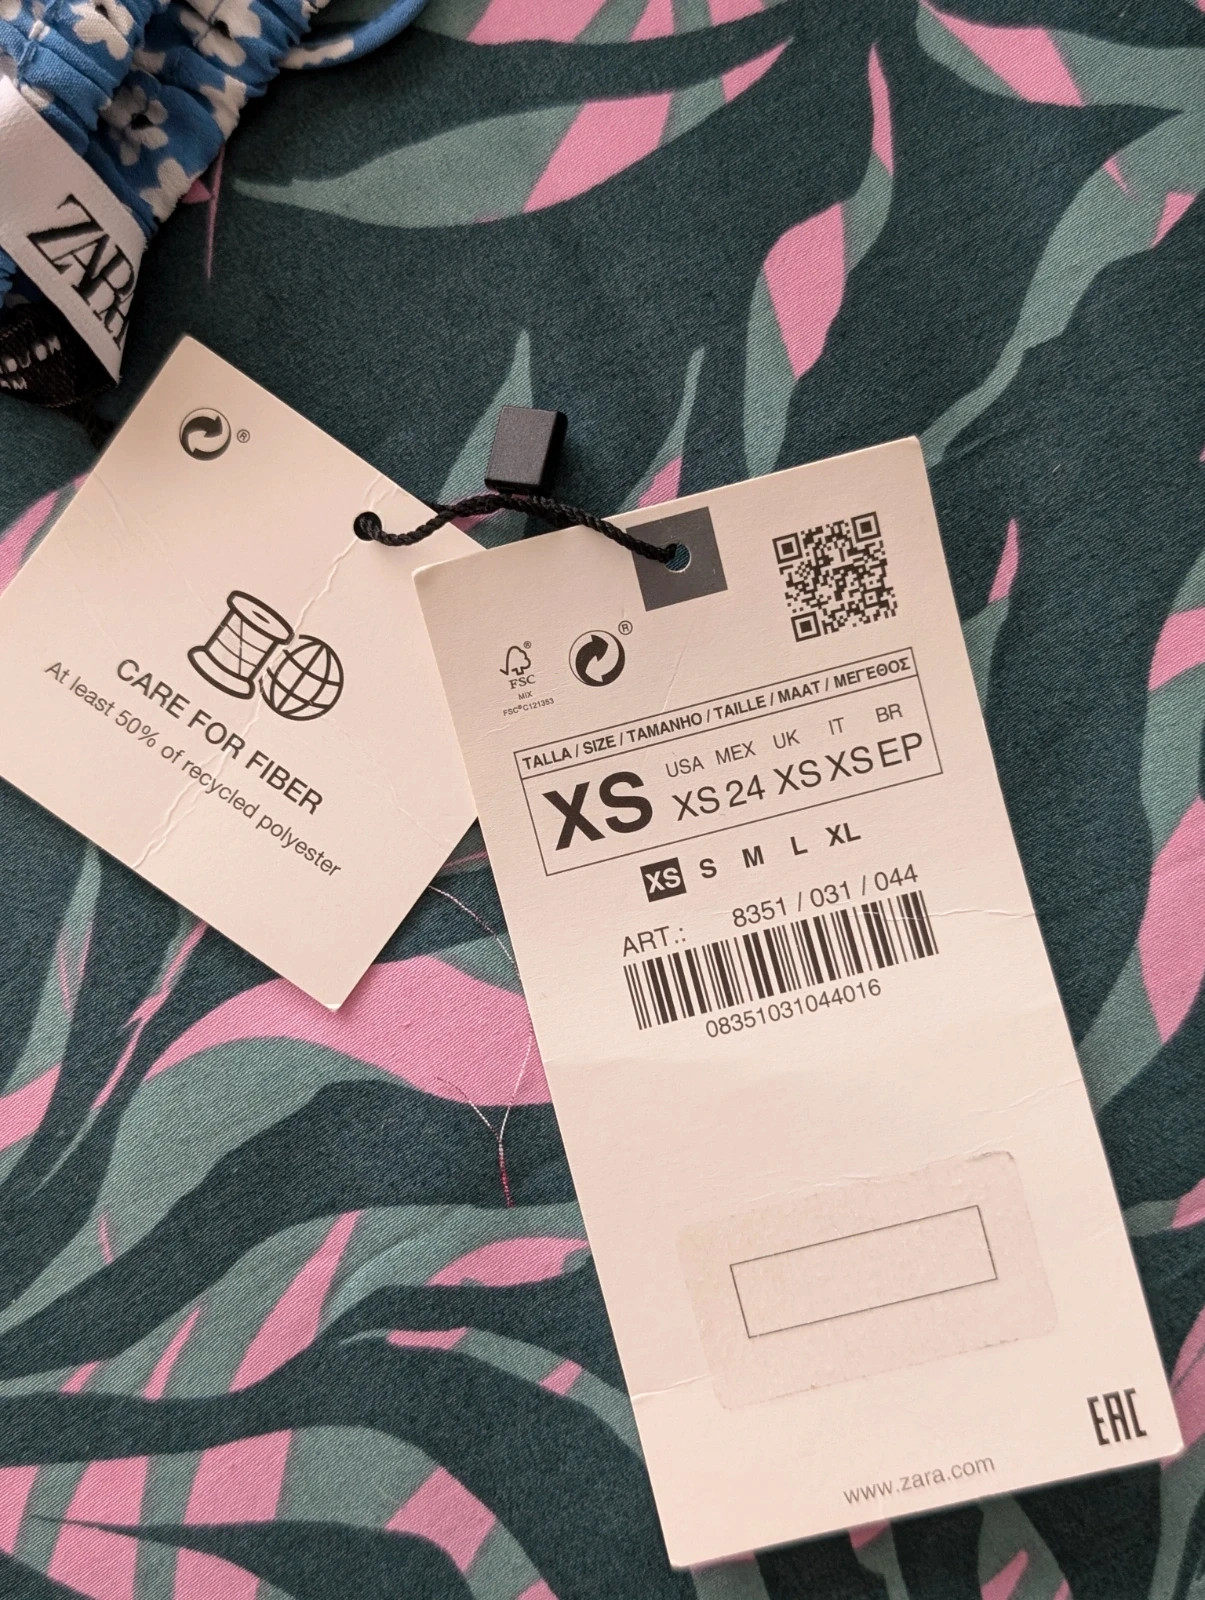 ZARA
®
CARE FOR FIBER
At least 50% of recycled polyester
®
FSC
MIX
FSC® C121353
®
TALLA / SIZE / TAMANHO / TAILLE / MAAT / ΜΕΓΕΘΟΣ
XS
USA MEX UK IT BR
XS 24 XS XS EP
XS S M L XL
ART.: 8351 / 031 / 044
08351031044016
EAC
www.zara.com